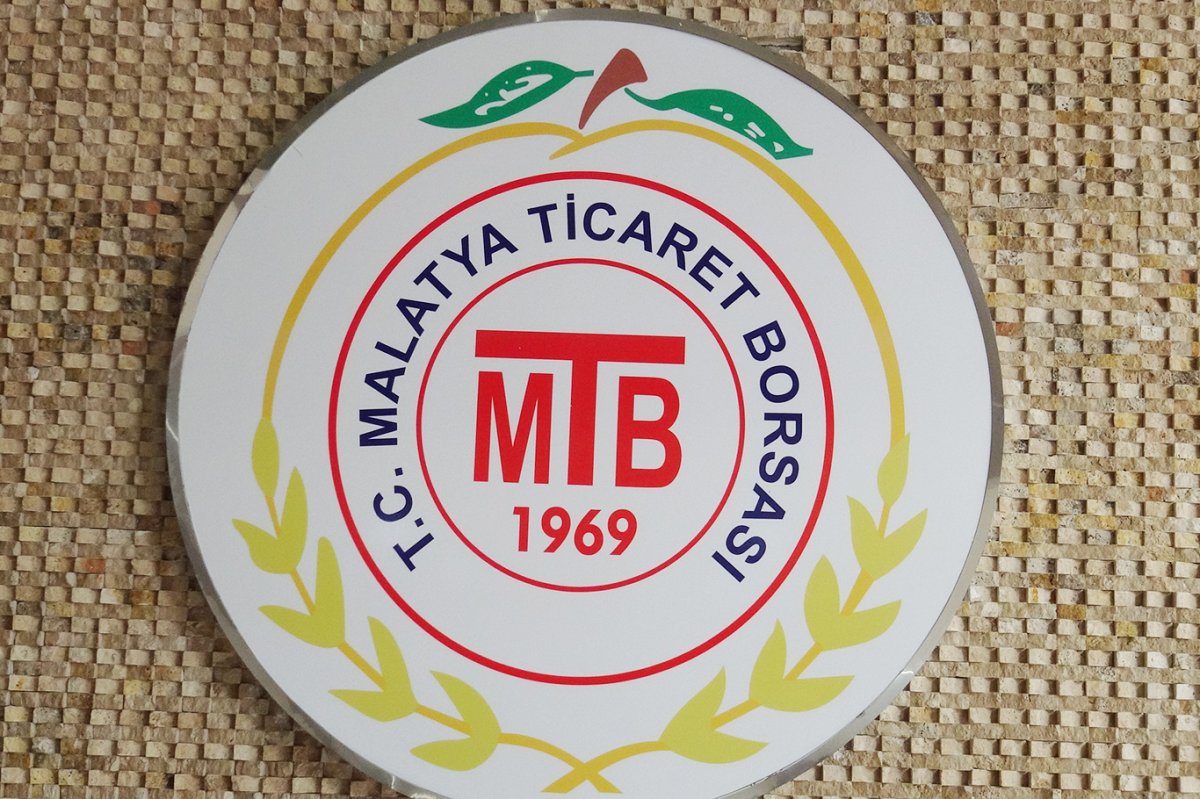 T.C. MALATYA TİCARET BORSASI
MTB
1969